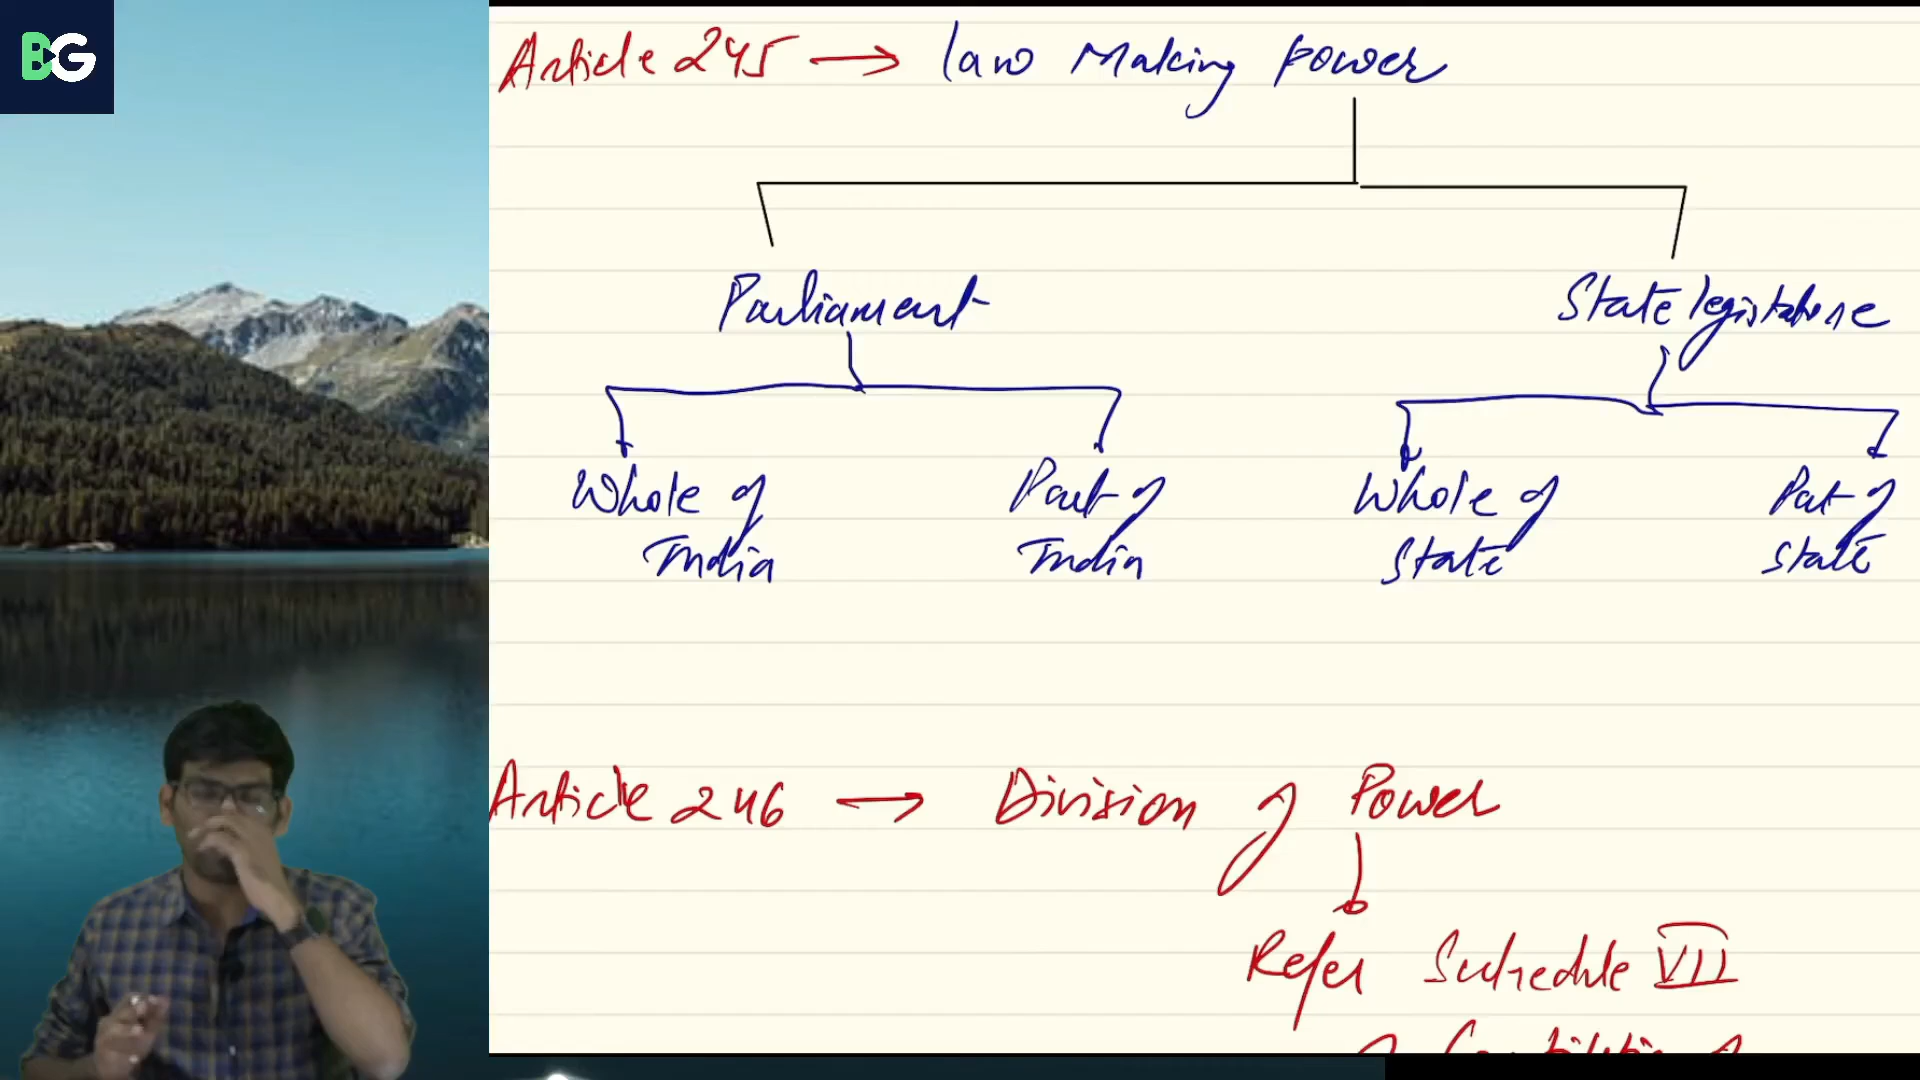 BG
Article 245 → law Making power
Parliament
State legislature
Whole of India
Part of India
Whole of State
Part of State
Article 246 → Division of Power
Refer Schedule VII
of